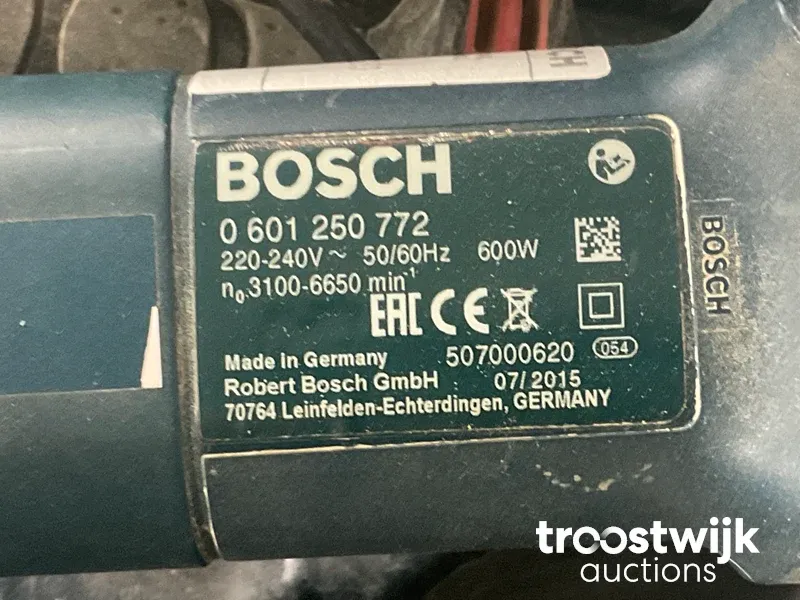 CH
BOSCH
0 601 250 772
220-240V ~ 50/60Hz 600W
n₀ 3100-6650 min⁻¹
EAC CE
Made in Germany 507000620 054
Robert Bosch GmbH 07/2015
70764 Leinfelden-Echterdingen, GERMANY
BOSCH
troostwijk
auctions